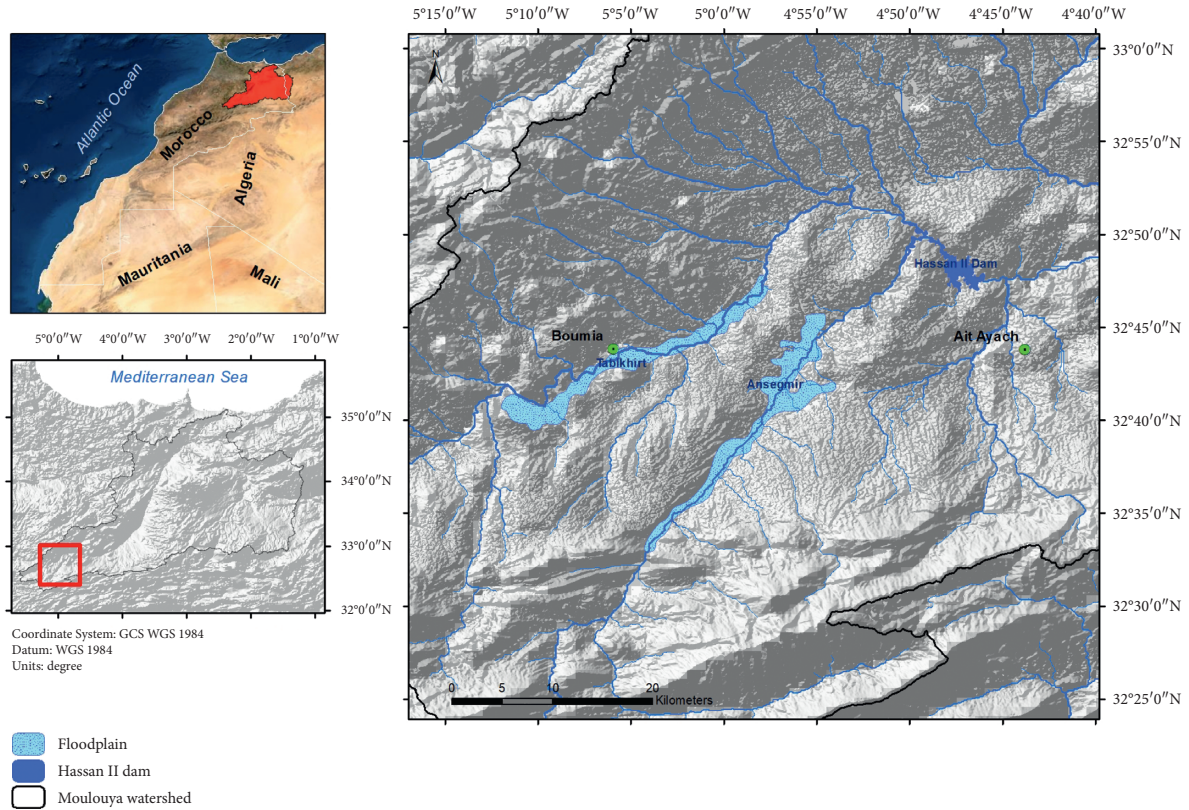 Atlantic Ocean
Morocco
Algeria
Mauritania
Mali
5°0′0″W 4°0′0″W 3°0′0″W 2°0′0″W 1°0′0″W
Mediterranean Sea
35°0′0″N
34°0′0″N
33°0′0″N
32°0′0″N
Coordinate System: GCS WGS 1984
Datum: WGS 1984
Units: degree
Floodplain
Hassan II dam
Moulouya watershed
5°15′0″W 5°10′0″W 5°5′0″W 5°0′0″W 4°55′0″W 4°50′0″W 4°45′0″W 4°40′0″W
N
33°0′0″N
32°55′0″N
32°50′0″N
32°45′0″N
32°40′0″N
32°35′0″N
32°30′0″N
32°25′0″N
Hassan II Dam
Boumia
Ait Ayach
Tabikhirt
Ansegmir
0 5 10 20
Kilometers